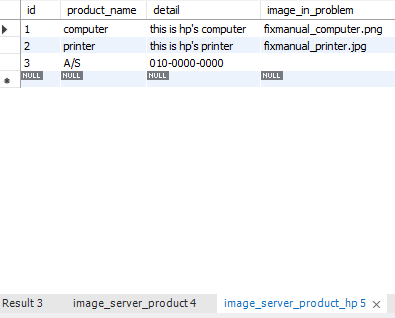 id product_name detail image_in_problem
1 computer this is hp's computer fixmanual_computer.png
2 printer this is hp's printer fixmanual_printer.jpg
3 A/S 010-0000-0000
NULL NULL NULL NULL
Result 3 image_server_product 4 image_server_product_hp 5